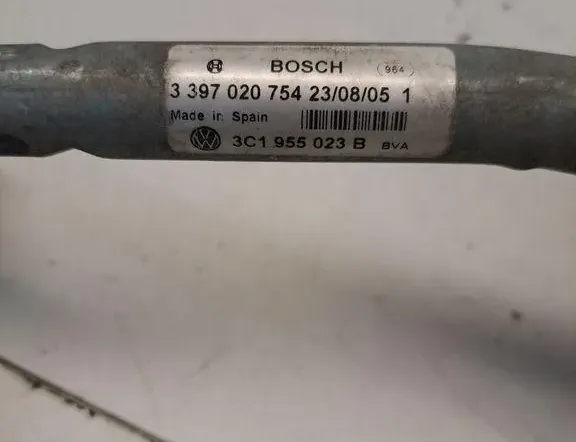 BOSCH (964)
3 397 020 754 23/08/05 1
Made in Spain
3C1 955 023 B BVA